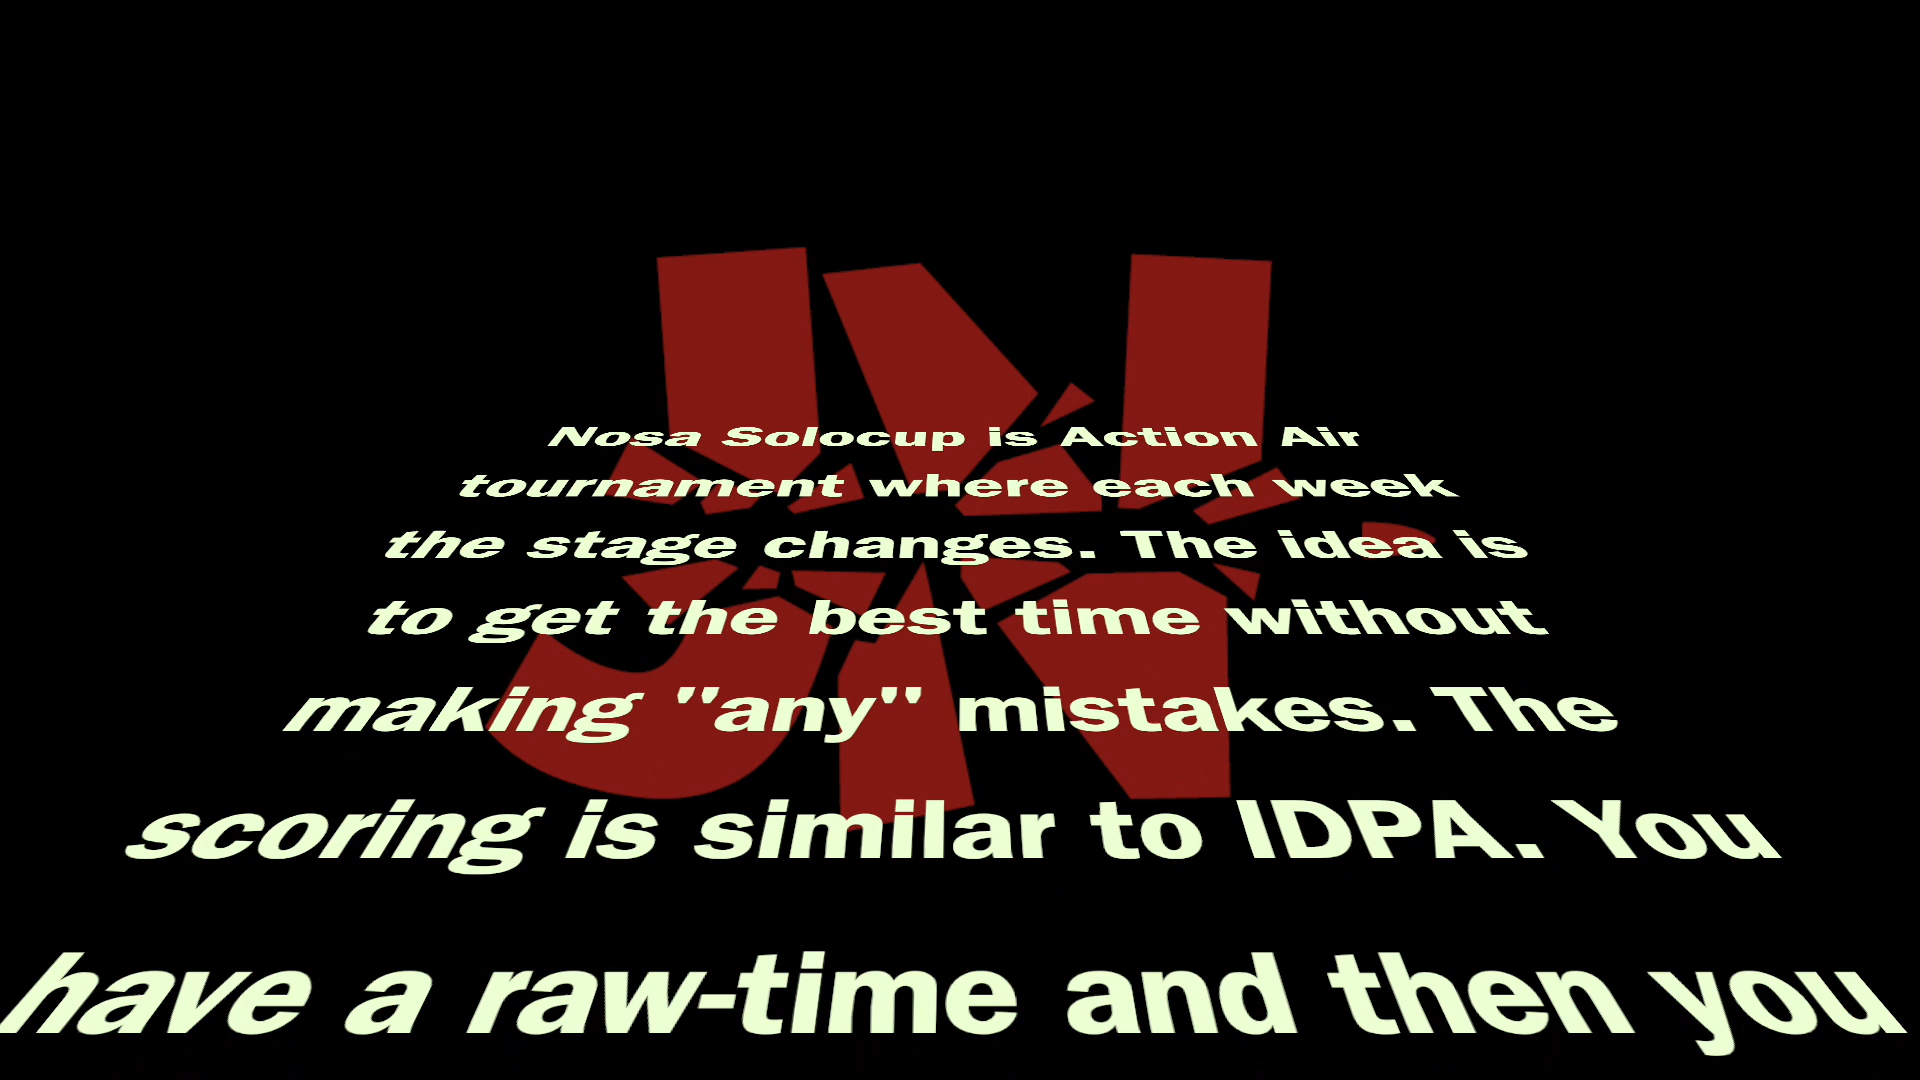 Nosa Solocup is Action Air
tournament where each week
the stage changes. The idea is
to get the best time without
making "any" mistakes. The
scoring is similar to IDPA. You
have a raw-time and then you